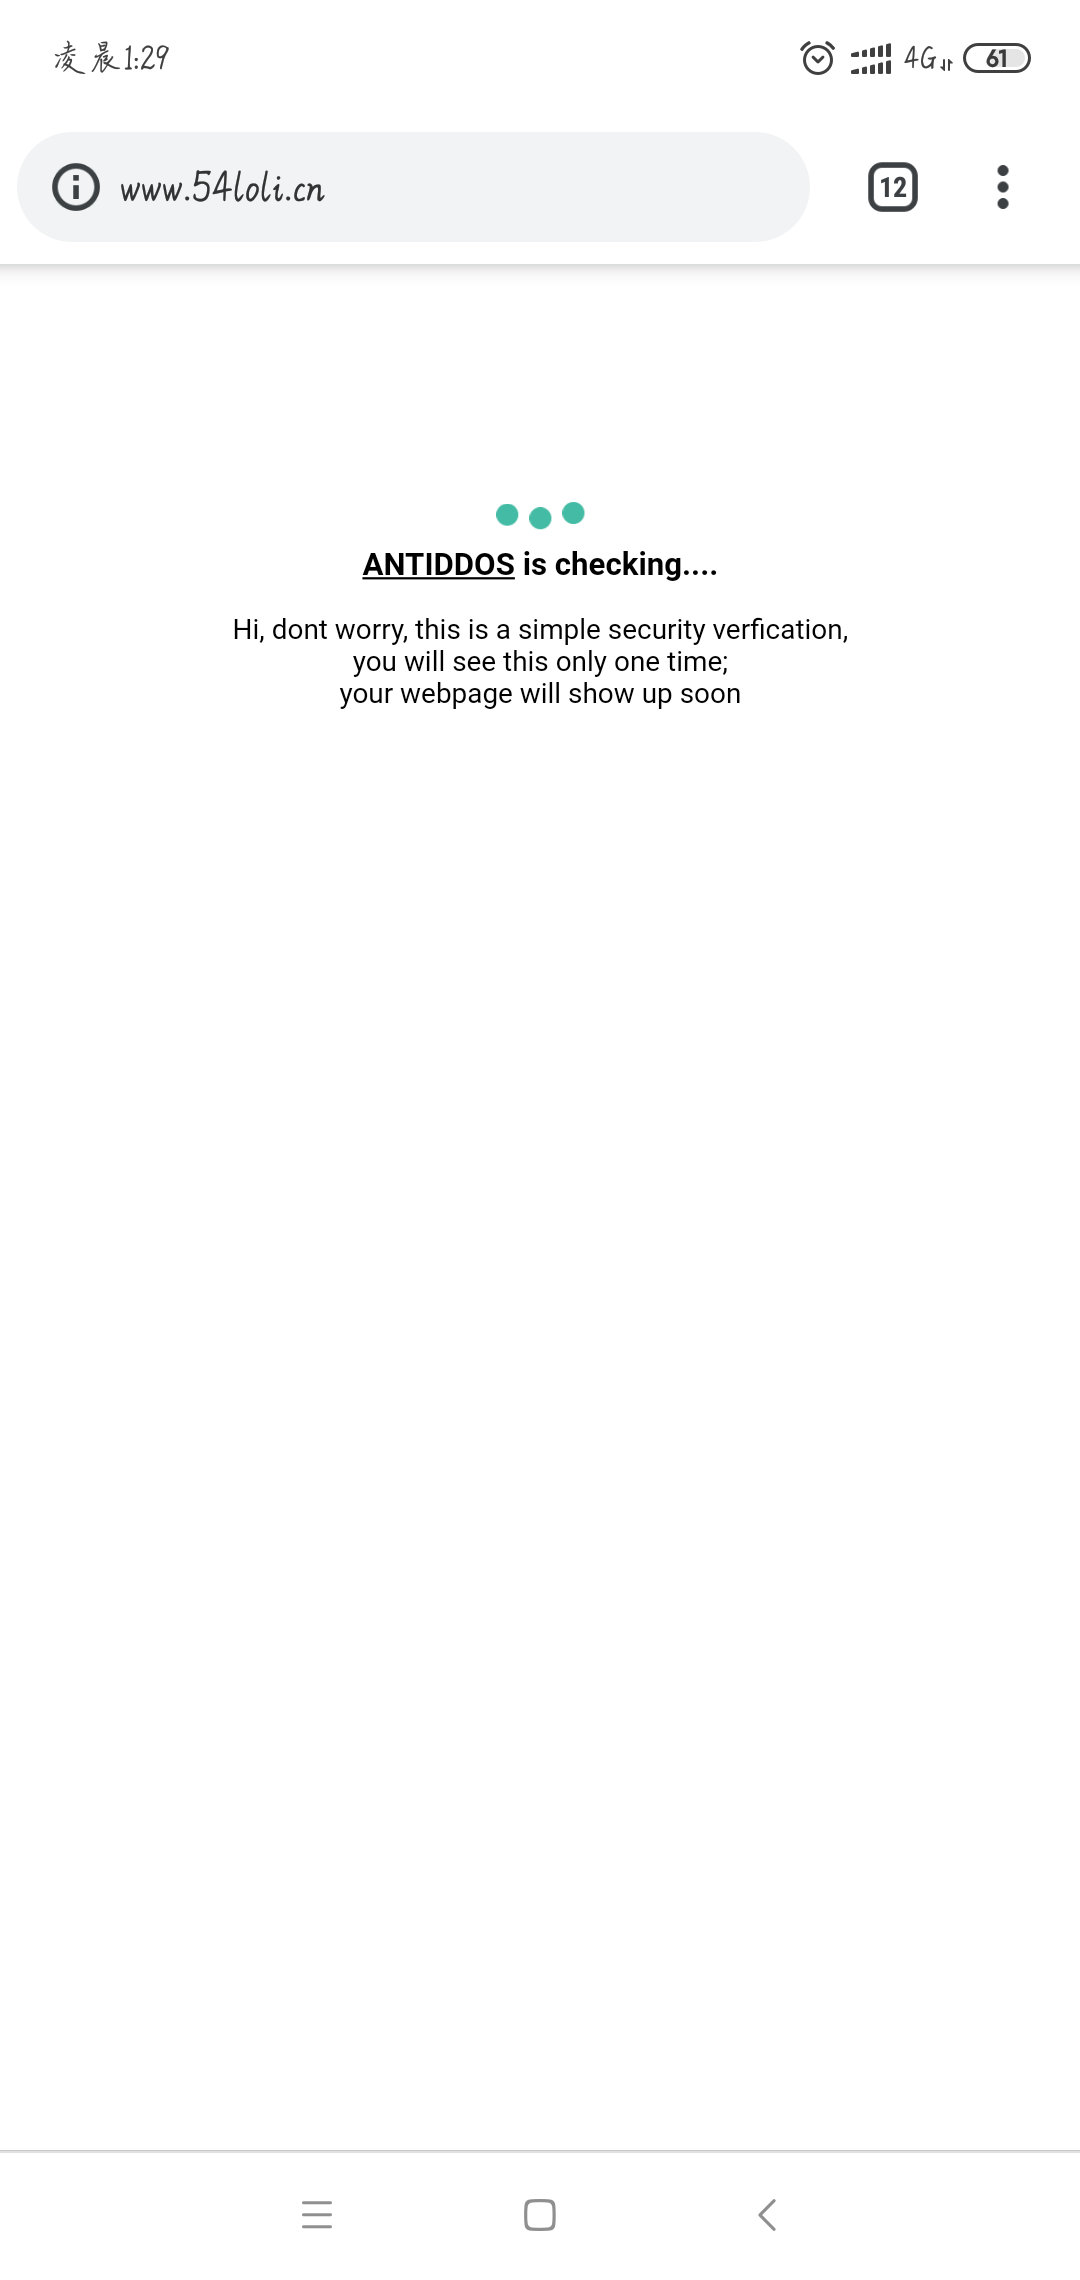 凌晨1:29
4G
61
www.54loli.cn
12
ANTIDDOS is checking....
Hi, dont worry, this is a simple security verfication,
you will see this only one time;
your webpage will show up soon